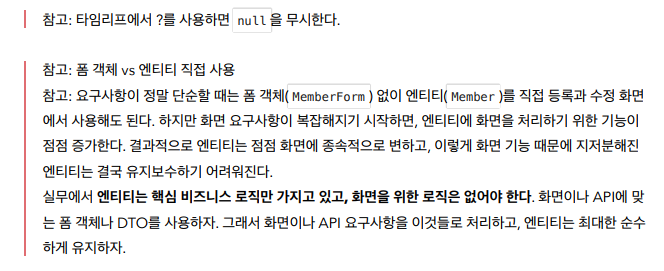 참고: 타임리프에서 ?를 사용하면 null을 무시한다.
참고: 폼 객체 vs 엔티티 직접 사용
참고: 요구사항이 정말 단순할 때는 폼 객체(MemberForm) 없이 엔티티(Member)를 직접 등록과 수정 화면
에서 사용해도 된다. 하지만 화면 요구사항이 복잡해지기 시작하면, 엔티티에 화면을 처리하기 위한 기능이
점점 증가한다. 결과적으로 엔티티는 점점 화면에 종속적으로 변하고, 이렇게 화면 기능 때문에 지저분해진
엔티티는 결국 유지보수하기 어려워진다.
실무에서 엔티티는 핵심 비즈니스 로직만 가지고 있고, 화면을 위한 로직은 없어야 한다. 화면이나 API에 맞
는 폼 객체나 DTO를 사용하자. 그래서 화면이나 API 요구사항을 이것들로 처리하고, 엔티티는 최대한 순수
하게 유지하자.